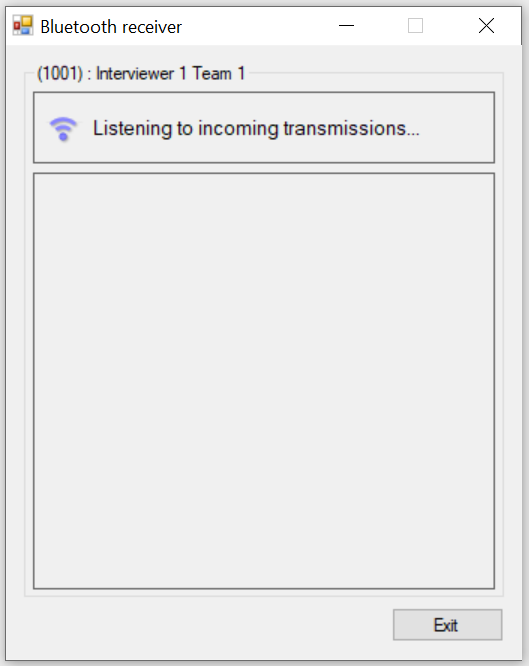 Bluetooth receiver
(1001) : Interviewer 1 Team 1
Listening to incoming transmissions...
Exit